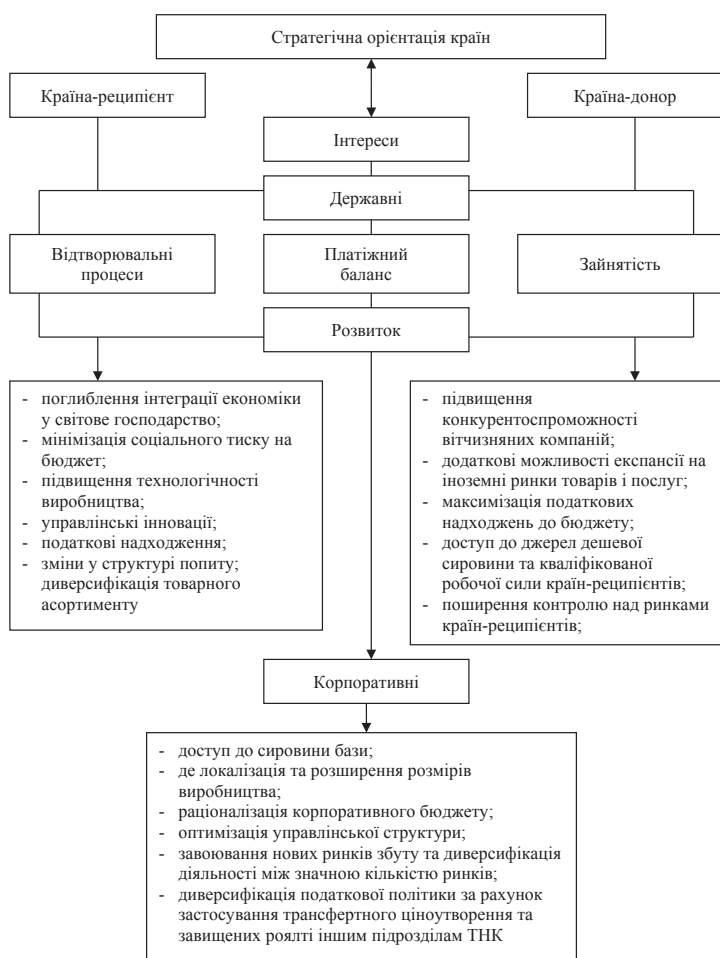 Стратегічна орієнтація країн
Країна-реципієнт
Країна-донор
Інтереси
Державні
Відтворювальні
процеси
Платіжний
баланс
Зайнятість
Розвиток
- поглиблення інтеграції економіки
у світове господарство;
- мінімізація соціального тиску на
бюджет;
- підвищення технологічності
виробництва;
- управлінські інновації;
- податкові надходження;
- зміни у структурі попиту;
диверсифікація товарного
асортименту
- підвищення
конкурентоспроможності
вітчизняних компаній;
- додаткові можливості експансії на
іноземні ринки товарів і послуг;
- максимізація податкових
надходжень до бюджету;
- доступ до джерел дешевої
сировини та кваліфікованої
робочої сили країн-реципієнтів;
- поширення контролю над ринками
країн-реципієнтів;
Корпоративні
- доступ до сировини бази;
- де локалізація та розширення розмірів
виробництва;
- раціоналізація корпоративного бюджету;
- оптимізація управлінської структури;
- завоювання нових ринків збуту та диверсифікація
діяльності між значною кількістю ринків;
- диверсифікація податкової політики за рахунок
застосування трансфертного ціноутворення та
завищених роялті іншим підрозділам ТНК